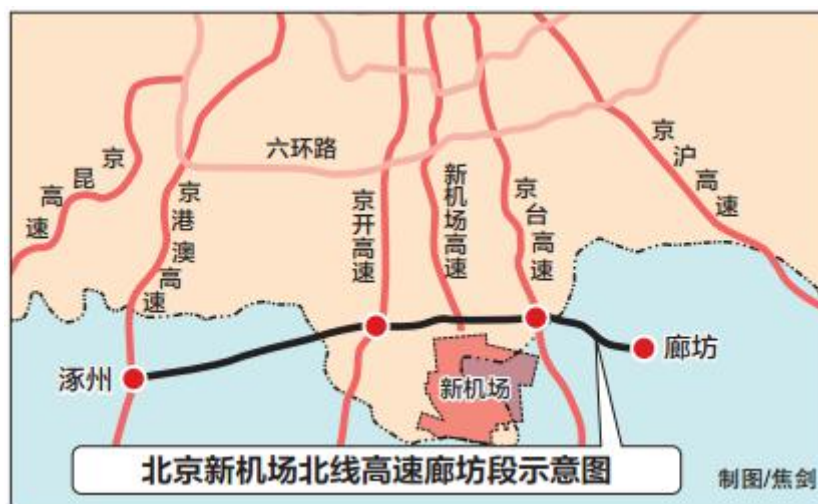 六环路
京昆高速
京港澳高速
京开高速
新机场高速
京台高速
京沪高速
涿州
廊坊
新机场
北京新机场北线高速廊坊段示意图
制图/焦剑